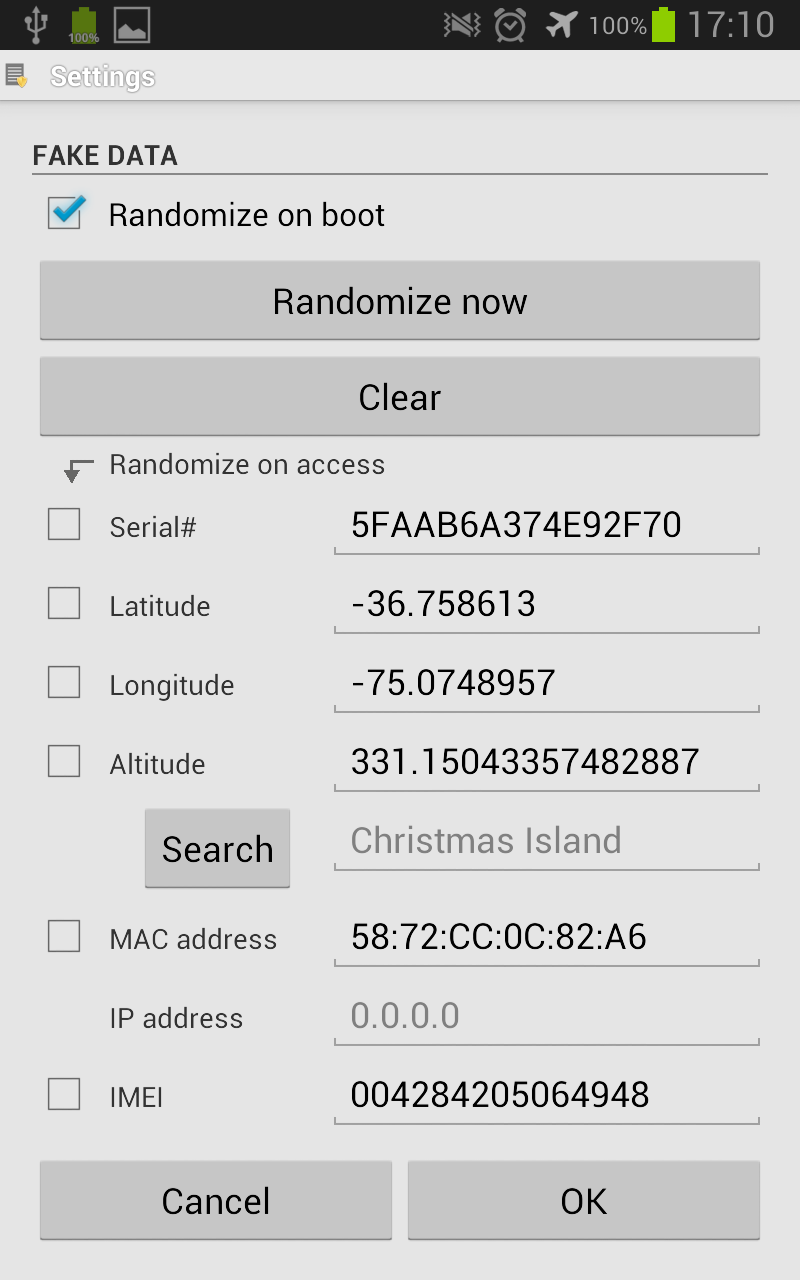 100% 100% 17:10
Settings
FAKE DATA
Randomize on boot
Randomize now
Clear
Randomize on access
Serial# 5FAAB6A374E92F70
Latitude -36.758613
Longitude -75.0748957
Altitude 331.15043357482887
Search Christmas Island
MAC address 58:72:CC:0C:82:A6
IP address 0.0.0.0
IMEI 004284205064948
Cancel OK